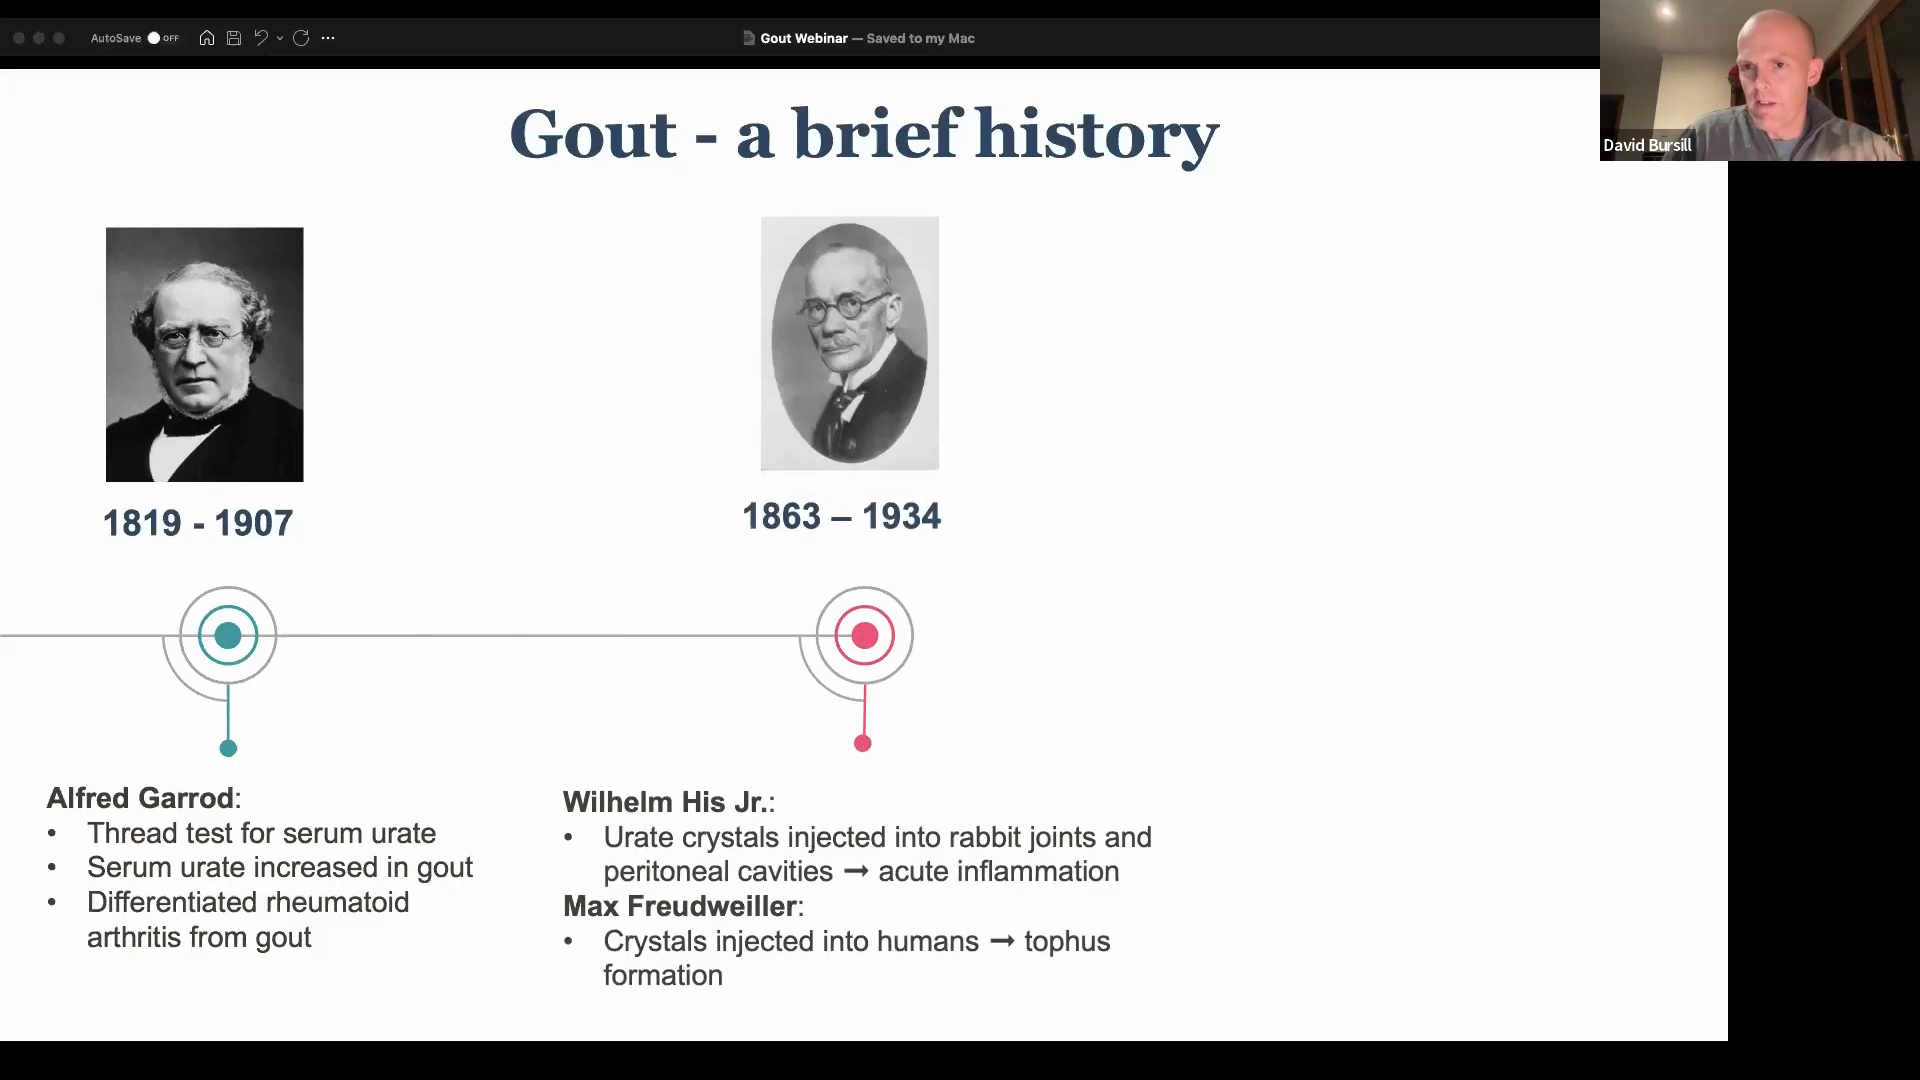 AutoSave OFF
Gout Webinar — Saved to my Mac
David Bursill
Gout - a brief history
1819 - 1907
1863 – 1934
Alfred Garrod:
• Thread test for serum urate
• Serum urate increased in gout
• Differentiated rheumatoid
arthritis from gout
Wilhelm His Jr.:
• Urate crystals injected into rabbit joints and
peritoneal cavities → acute inflammation
Max Freudweiller:
• Crystals injected into humans → tophus
formation